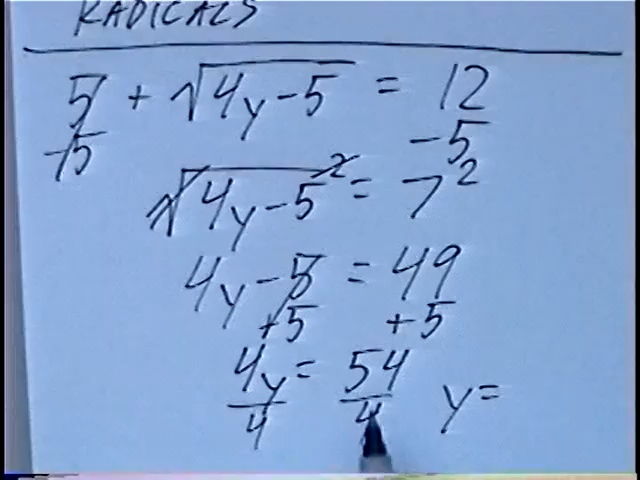 RADICALS
5 + √4y-5 = 12
-5 -5
√4y-5² = 7²
4y-5 = 49
+5 +5
4y = 54 y =
4 4